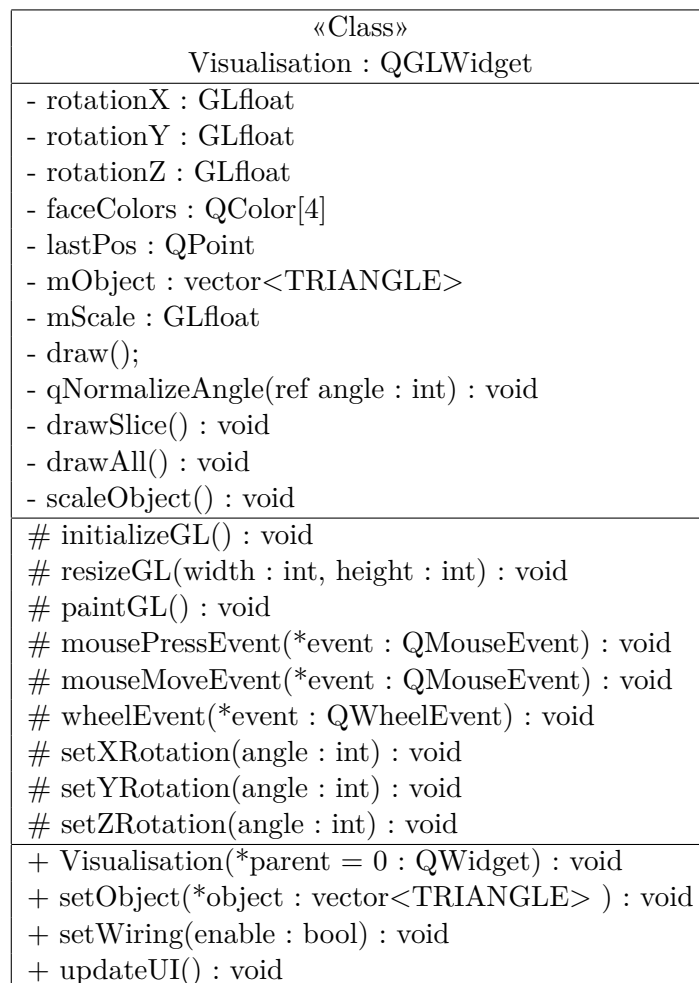 «Class»
Visualisation : QGLWidget
- rotationX : GLfloat
- rotationY : GLfloat
- rotationZ : GLfloat
- faceColors : QColor[4]
- lastPos : QPoint
- mObject : vector<TRIANGLE>
- mScale : GLfloat
- draw();
- qNormalizeAngle(ref angle : int) : void
- drawSlice() : void
- drawAll() : void
- scaleObject() : void
# initializeGL() : void
# resizeGL(width : int, height : int) : void
# paintGL() : void
# mousePressEvent(*event : QMouseEvent) : void
# mouseMoveEvent(*event : QMouseEvent) : void
# wheelEvent(*event : QWheelEvent) : void
# setXRotation(angle : int) : void
# setYRotation(angle : int) : void
# setZRotation(angle : int) : void
+ Visualisation(*parent = 0 : QWidget) : void
+ setObject(*object : vector<TRIANGLE> ) : void
+ setWiring(enable : bool) : void
+ updateUI() : void